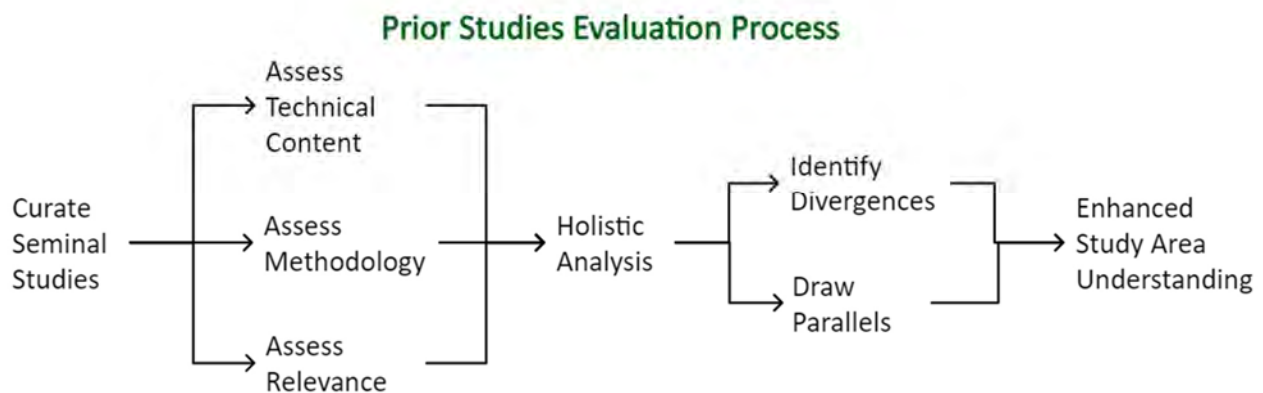 Prior Studies Evaluation Process
Assess
Technical
Content
Curate
Seminal
Studies
Assess
Methodology
Assess
Relevance
Holistic
Analysis
Identify
Divergences
Draw
Parallels
Enhanced
Study Area
Understanding